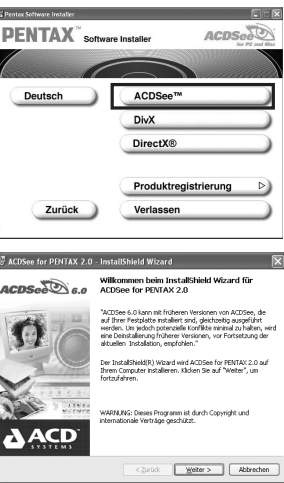 Pentax Software Installer
PENTAX™ Software Installer
ACDSee
for PC and Mac
Deutsch
ACDSee™
DivX
DirectX®
Produktregistrierung
Zurück
Verlassen
ACDSee for PENTAX 2.0 - InstallShield Wizard
ACDSee 6.0
Willkommen beim InstallShield Wizard für
ACDSee for PENTAX 2.0
"ACDSee 6.0 kann mit früheren Versionen von ACDSee, die
auf Ihrer Festplatte installiert sind, gleichzeitig ausgeführt
werden. Um jedoch potenzielle Konflikte minimal zu halten, wird
eine Deinstallierung früherer Versionen, vor Fortsetzung der
aktuellen Installation, empfohlen."
Der InstallShield(R) Wizard wird ACDSee for PENTAX 2.0 auf
Ihrem Computer installieren. Klicken Sie auf "Weiter", um
fortzufahren.
WARNUNG: Dieses Programm ist durch Copyright und
internationale Verträge geschützt.
ACD
SYSTEMS
< Zurück
Weiter >
Abbrechen